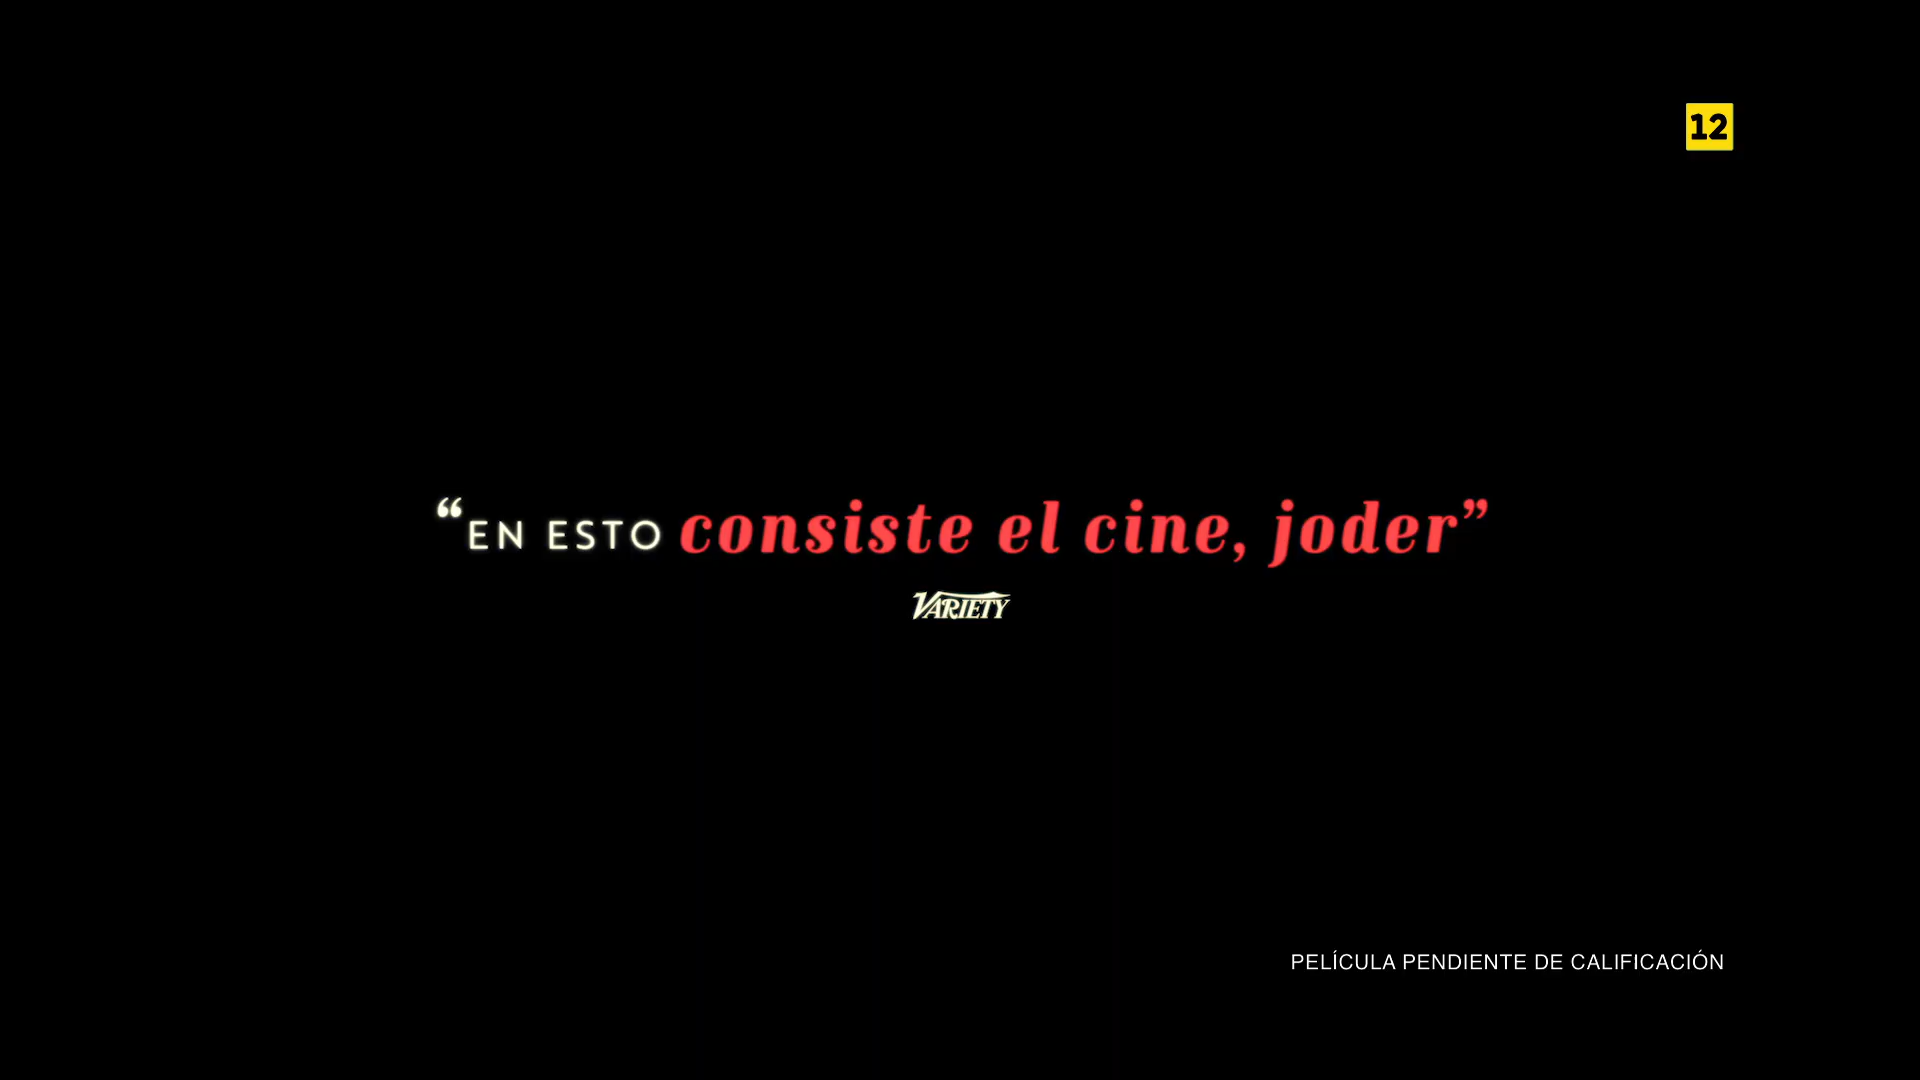 12
“EN ESTO consiste el cine, joder”
VARIETY
PELÍCULA PENDIENTE DE CALIFICACIÓN